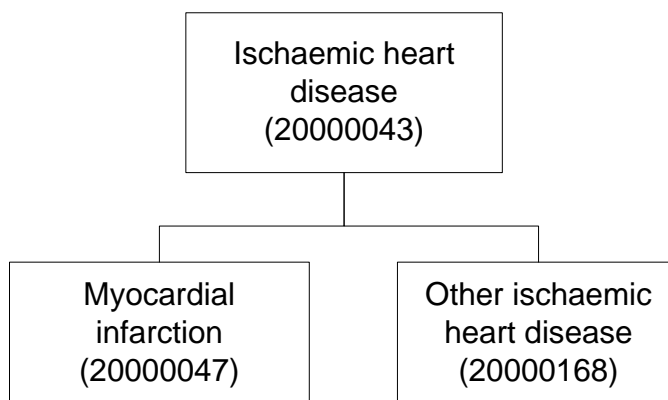 Ischaemic heart
disease
(20000043)
Myocardial
infarction
(20000047)
Other ischaemic
heart disease
(20000168)